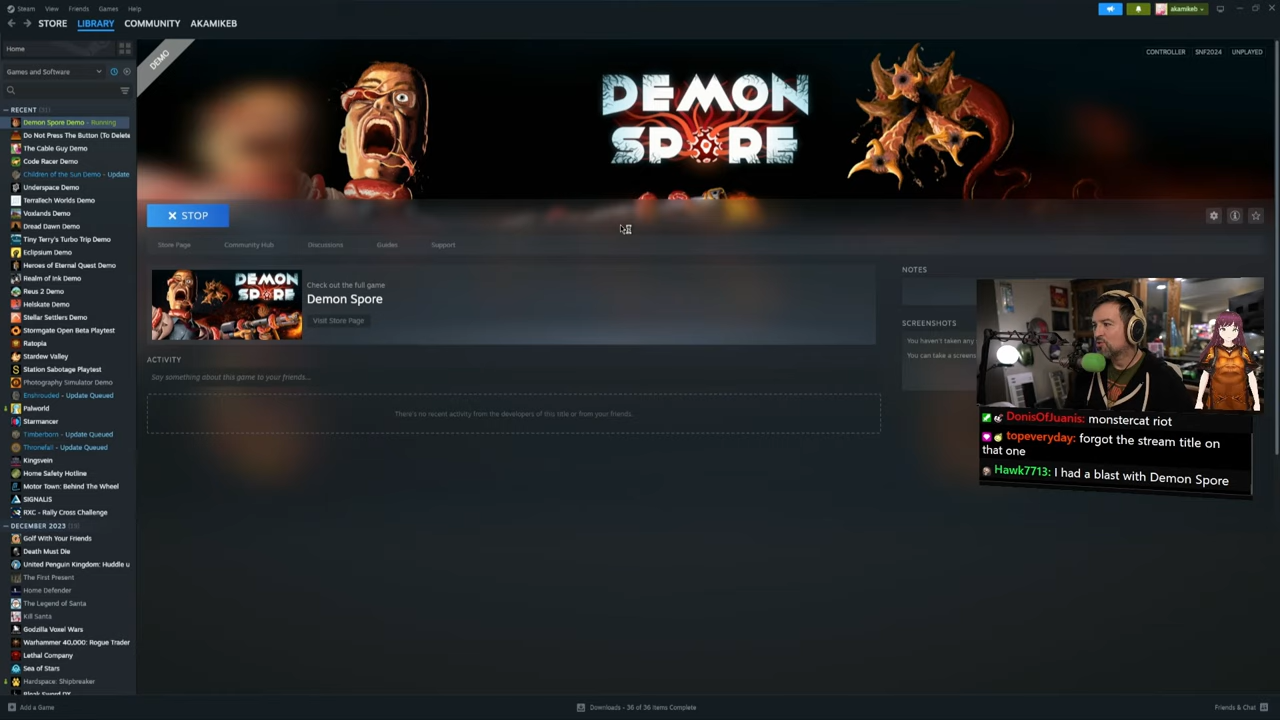 Steam View Friends Games Help
akamikeb
STORE LIBRARY COMMUNITY AKAMIKEB
Home
Games and Software
RECENT (31)
Demon Spore Demo - Running
Do Not Press The Button (To Delete
The Cable Guy Demo
Code Racer Demo
Children of the Sun Demo - Update
Underspace Demo
TerraTech Worlds Demo
Voxlands Demo
Dread Dawn Demo
Tiny Terry's Turbo Trip Demo
Eclipsium Demo
Heroes of Eternal Quest Demo
Realm of Ink Demo
Reus 2 Demo
Helskate Demo
Stellar Settlers Demo
Stormgate Open Beta Playtest
Ratopia
Stardew Valley
Station Sabotage Playtest
Photography Simulator Demo
Enshrouded - Update Queued
Palworld
Starmancer
Timberborn - Update Queued
Thronefall - Update Queued
Kingsvein
Home Safety Hotline
Motor Town: Behind The Wheel
SIGNALIS
RXC - Rally Cross Challenge
DECEMBER 2023 (19)
Golf With Your Friends
Death Must Die
United Penguin Kingdom: Huddle u
The First Present
Home Defender
The Legend of Santa
Kill Santa
Godzilla Voxel Wars
Warhammer 40,000: Rogue Trader
Lethal Company
Sea of Stars
Hardspace: Shipbreaker
Bleak Sword DX
Add a Game
DEMO
DEMON
SPORE
CONTROLLER SNF2024 UNPLAYED
STOP
Store Page Community Hub Discussions Guides Support
DEMON
SPORE
Check out the full game
Demon Spore
Visit Store Page
ACTIVITY
Say something about this game to your friends...
There's no recent activity from the developers of this title or from your friends.
NOTES
SCREENSHOTS
You haven't taken any
You can take a screens
DonisOfJuanis: monstercat riot
topeveryday: forgot the stream title on
that one
Hawk7713: I had a blast with Demon Spore
Downloads - 36 of 36 Items Complete
Friends & Chat